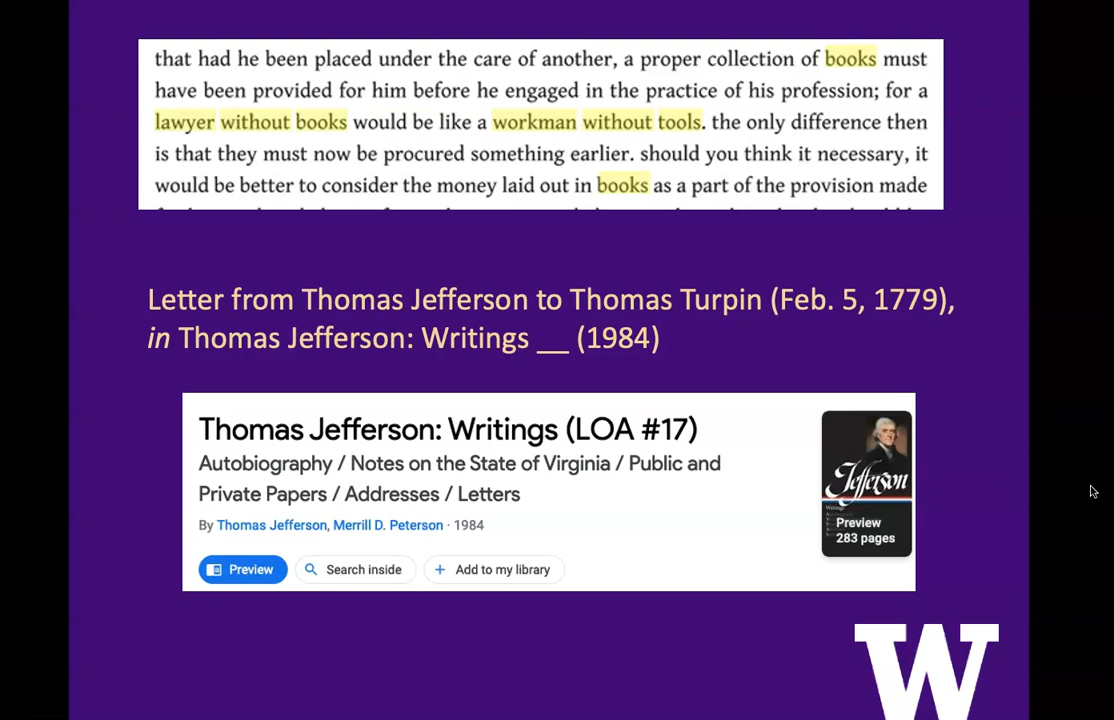 that had he been placed under the care of another, a proper collection of books must
have been provided for him before he engaged in the practice of his profession; for a
lawyer without books would be like a workman without tools. the only difference then
is that they must now be procured something earlier. should you think it necessary, it
would be better to consider the money laid out in books as a part of the provision made
Letter from Thomas Jefferson to Thomas Turpin (Feb. 5, 1779),
in Thomas Jefferson: Writings __ (1984)
Thomas Jefferson: Writings (LOA #17)
Autobiography / Notes on the State of Virginia / Public and
Private Papers / Addresses / Letters
By Thomas Jefferson, Merrill D. Peterson · 1984
Preview
Search inside
+ Add to my library
Jefferson
Writings
Preview
283 pages
W